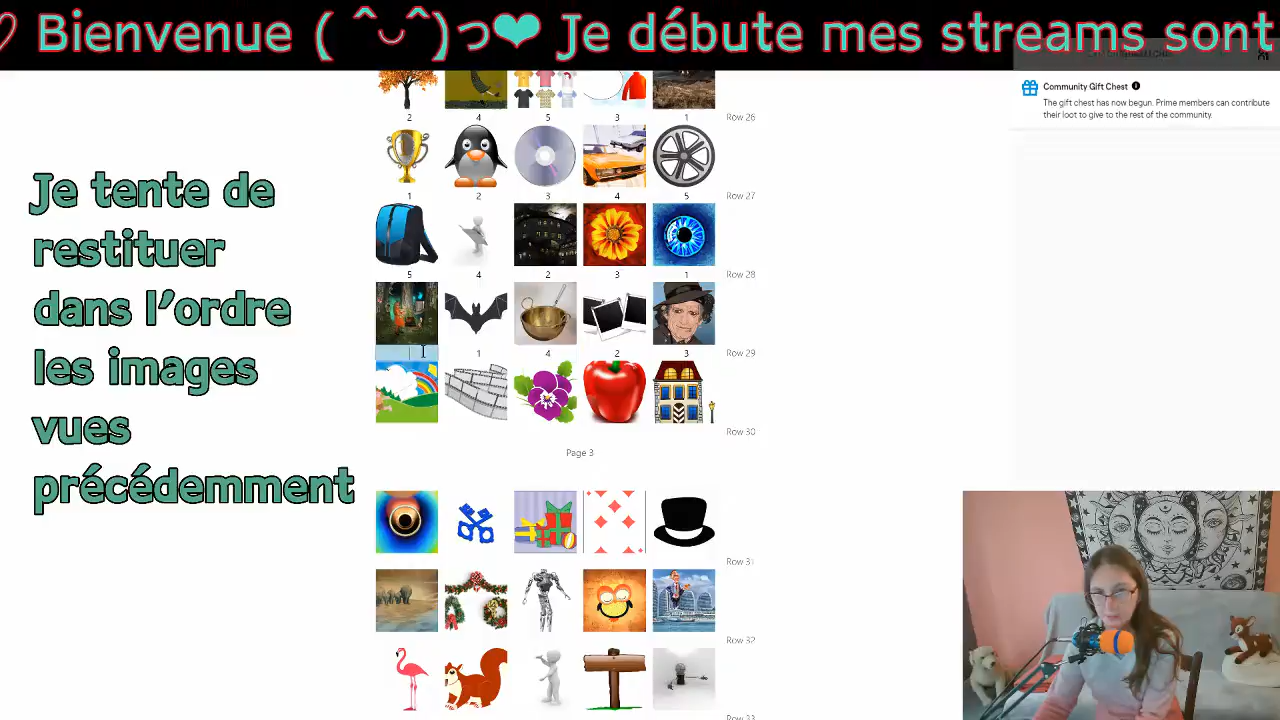 Bienvenue ( ˆ◡ˆ)っ❤ Je débute mes streams sont
Community Gift Chest
The gift chest has now begun. Prime members can contribute
their loot to give to the rest of the community.
Je tente de
restituer
dans l'ordre
les images
vues
précédemment
2 4 5 3 1 Row 26
1 2 3 4 5 Row 27
5 4 2 3 1 Row 28
1 4 2 3 Row 29
Row 30
Page 3
Row 31
Row 32
Row 33